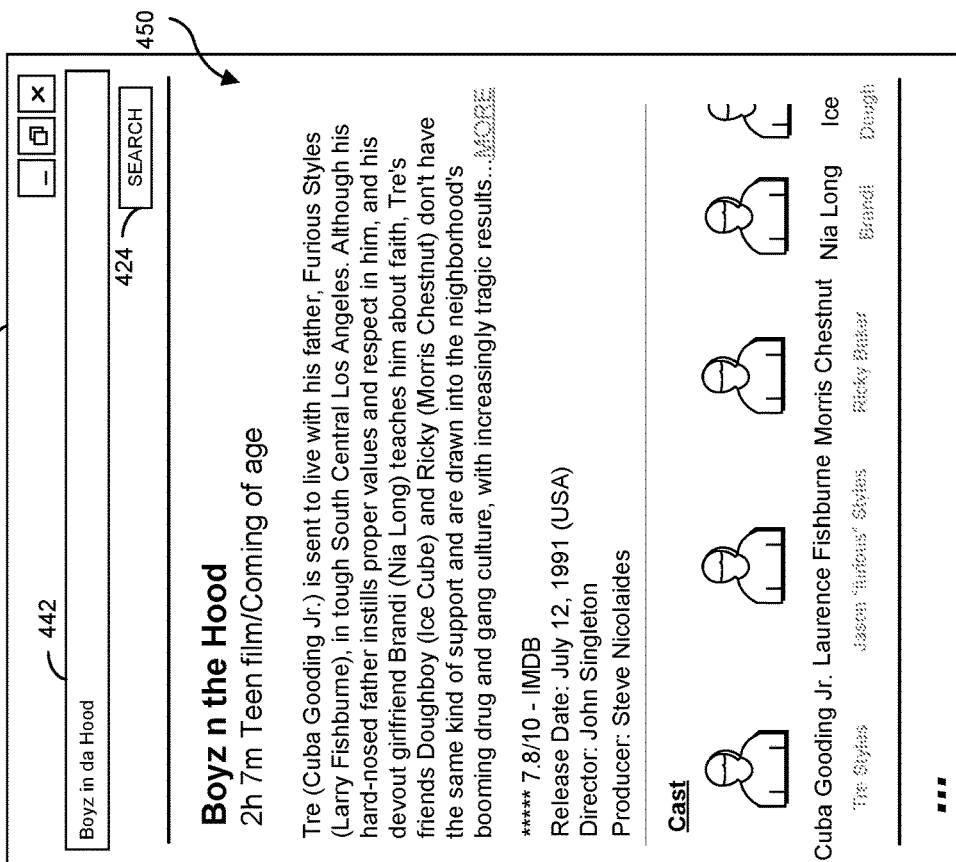 450
442
Boyz in da Hood
424
SEARCH
Boyz n the Hood
2h 7m Teen film/Coming of age
Tre (Cuba Gooding Jr.) is sent to live with his father, Furious Styles
(Larry Fishburne), in tough South Central Los Angeles. Although his
hard-nosed father instills proper values and respect in him, and his
devout girlfriend Brandi (Nia Long) teaches him about faith, Tre's
friends Doughboy (Ice Cube) and Ricky (Morris Chestnut) don't have
the same kind of support and are drawn into the neighborhood's
booming drug and gang culture, with increasingly tragic results...MORE
***** 7.8/10 - IMDB
Release Date: July 12, 1991 (USA)
Director: John Singleton
Producer: Steve Nicolaides
Cast
Cuba Gooding Jr. Laurence Fishburne Morris Chestnut Nia Long Ice
Tre Styles Jason "furious" Styles Ricky Baker Brandi Dough
...